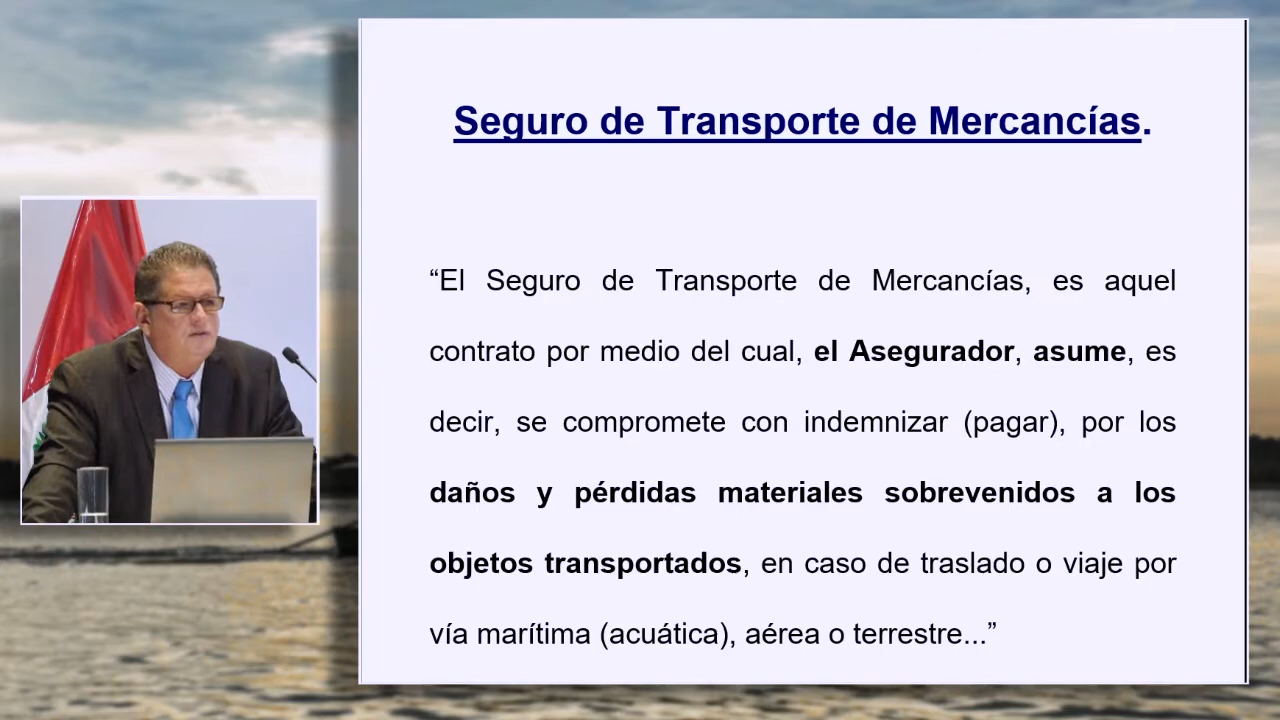 Seguro de Transporte de Mercancías.
“El Seguro de Transporte de Mercancías, es aquel
contrato por medio del cual, el Asegurador, asume, es
decir, se compromete con indemnizar (pagar), por los
daños y pérdidas materiales sobrevenidos a los
objetos transportados, en caso de traslado o viaje por
vía marítima (acuática), aérea o terrestre...”